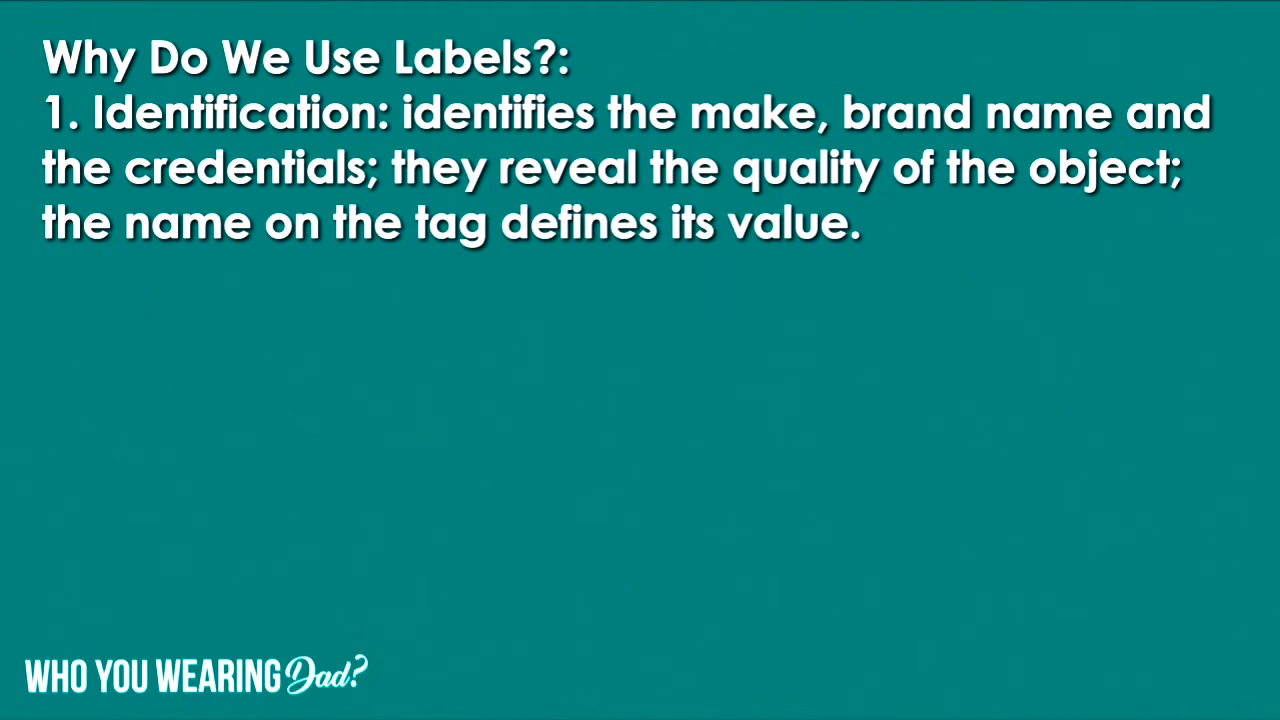 Why Do We Use Labels?:
1. Identification: identifies the make, brand name and
the credentials; they reveal the quality of the object;
the name on the tag defines its value.
WHO YOU WEARING Dad?